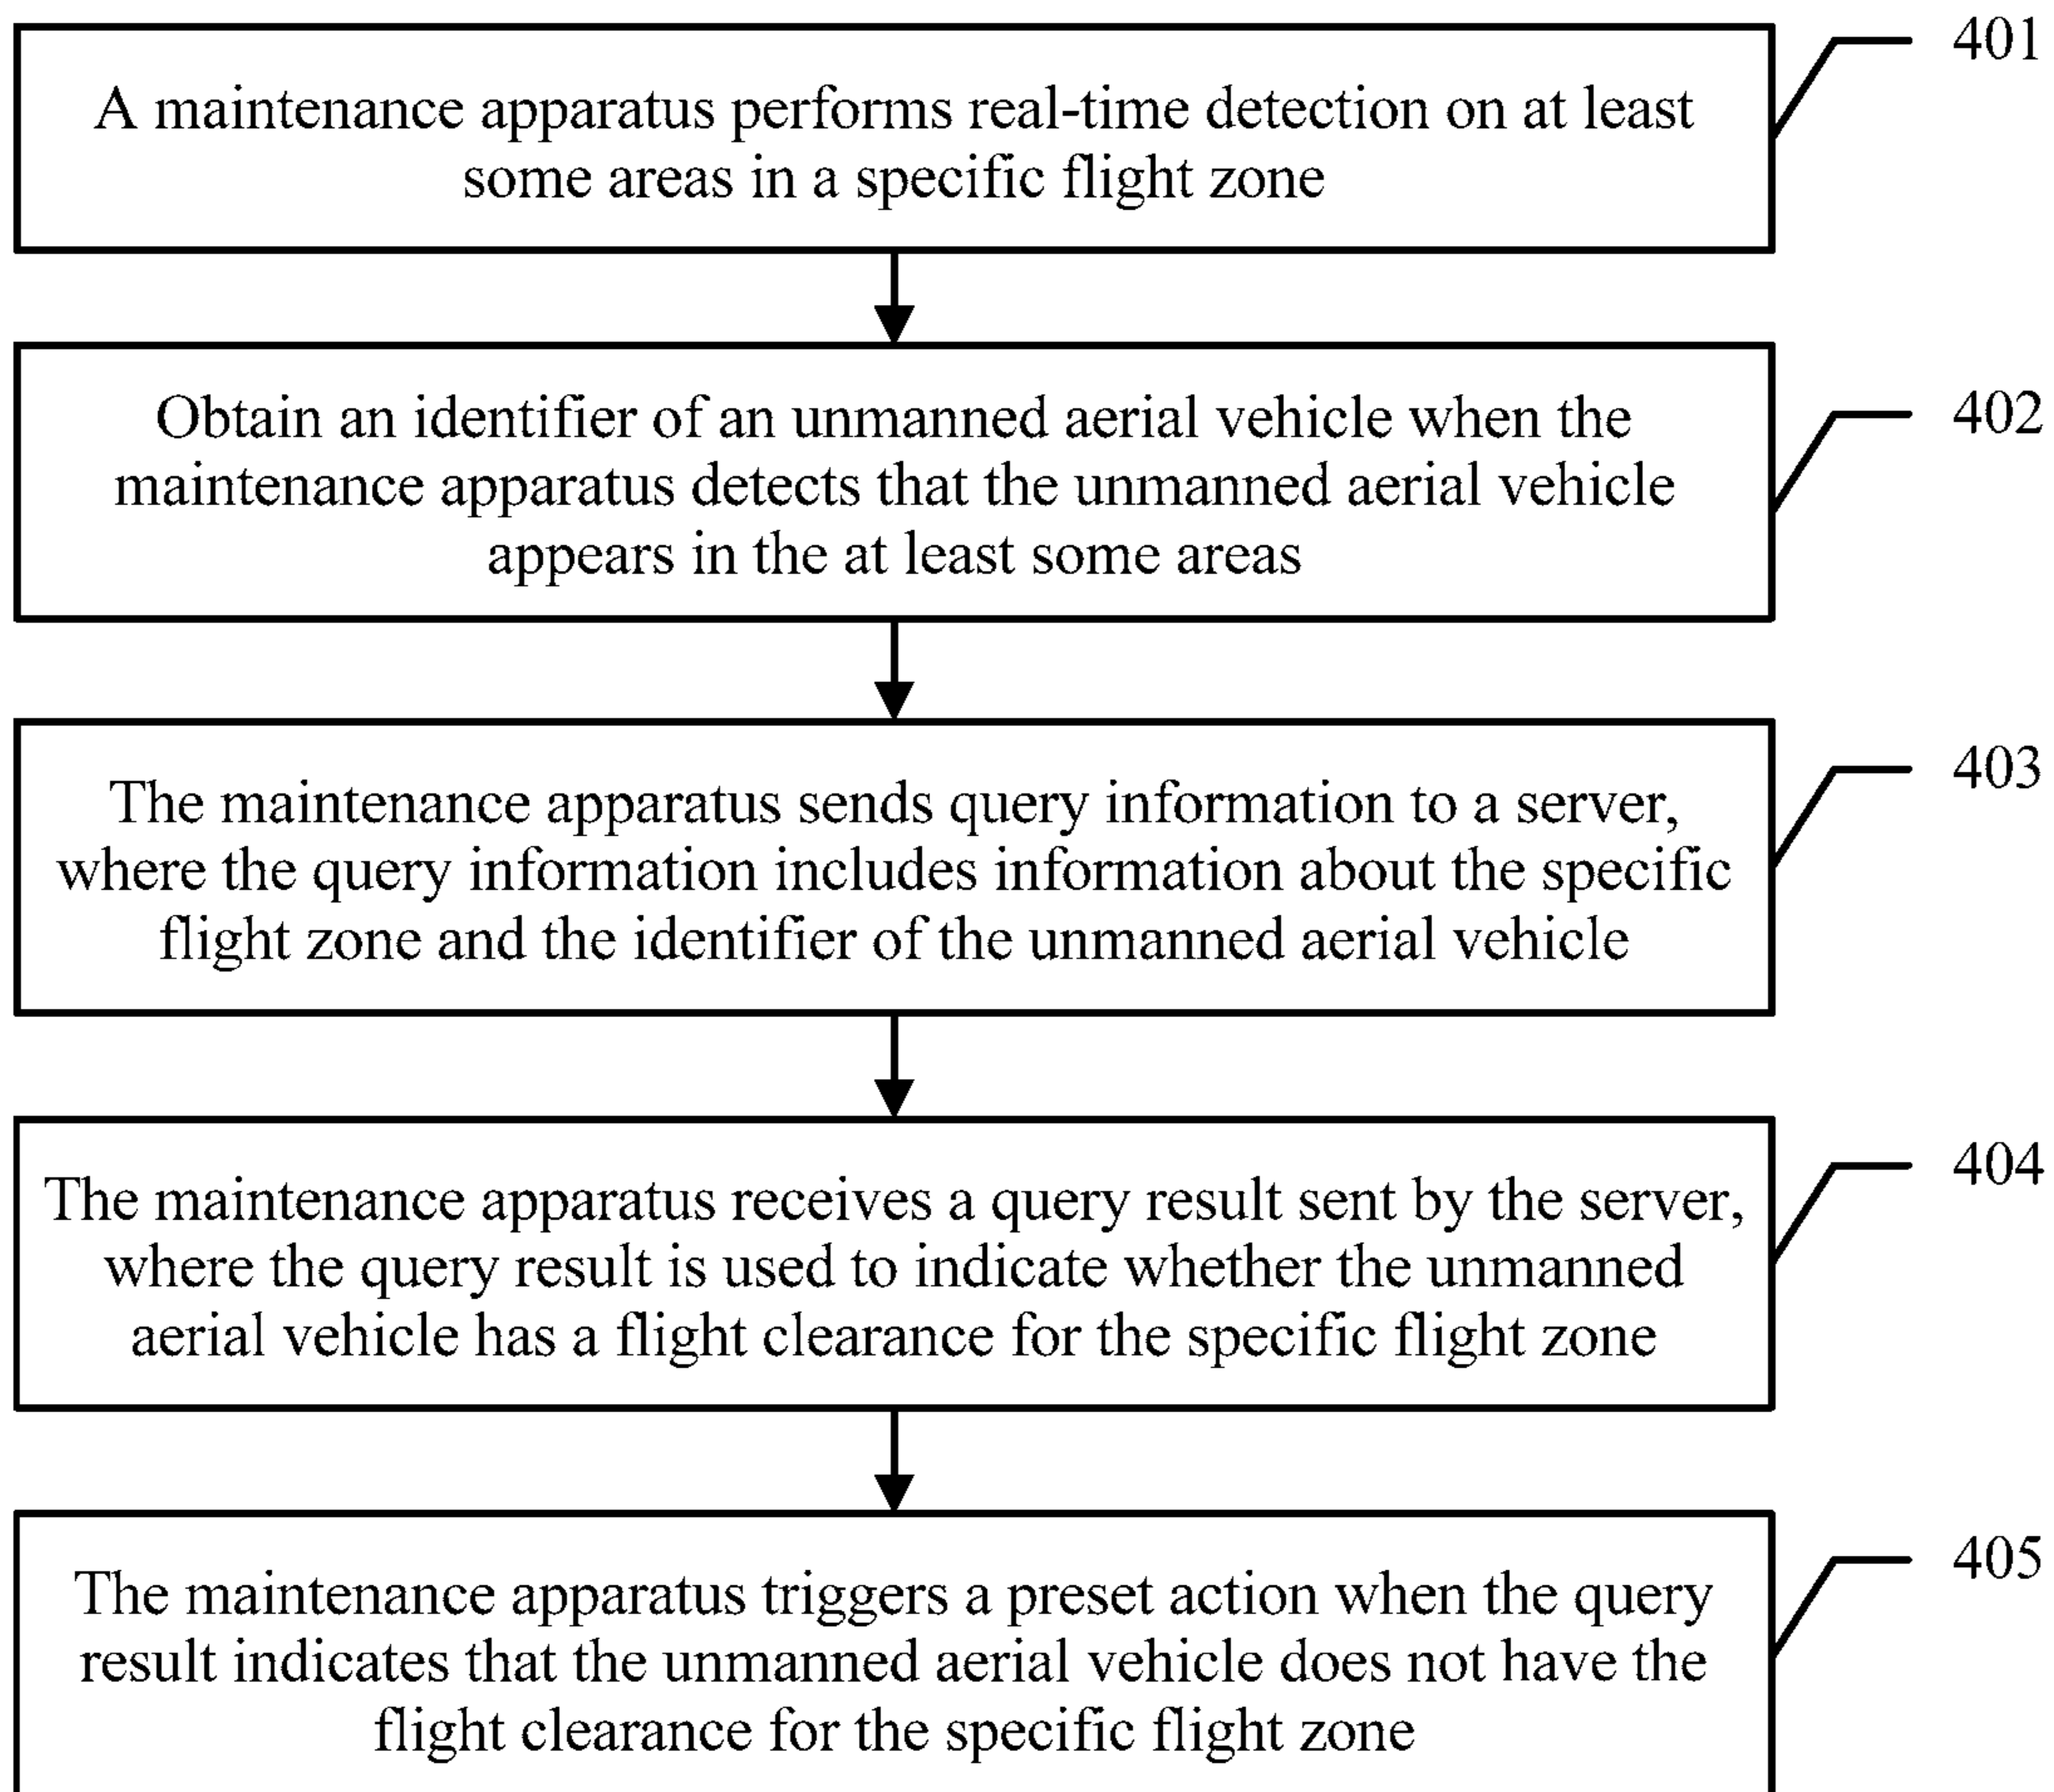 401
A maintenance apparatus performs real-time detection on at least
some areas in a specific flight zone
402
Obtain an identifier of an unmanned aerial vehicle when the
maintenance apparatus detects that the unmanned aerial vehicle
appears in the at least some areas
403
The maintenance apparatus sends query information to a server,
where the query information includes information about the specific
flight zone and the identifier of the unmanned aerial vehicle
404
The maintenance apparatus receives a query result sent by the server,
where the query result is used to indicate whether the unmanned
aerial vehicle has a flight clearance for the specific flight zone
405
The maintenance apparatus triggers a preset action when the query
result indicates that the unmanned aerial vehicle does not have the
flight clearance for the specific flight zone